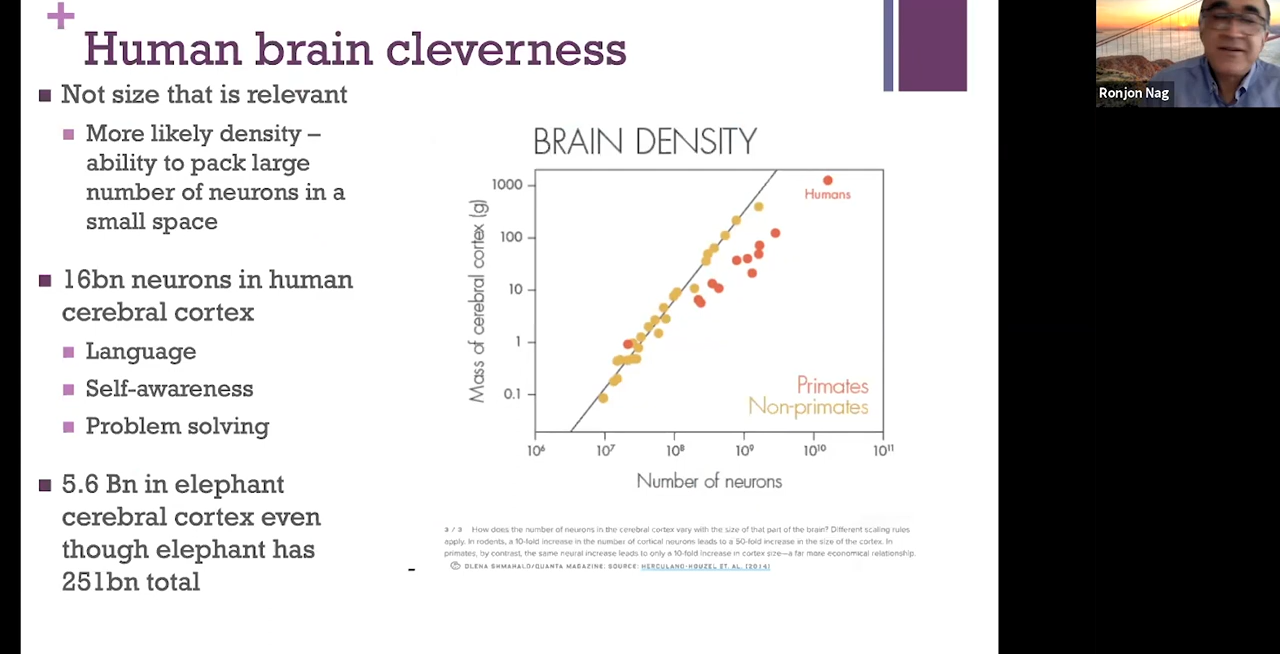 +
Human brain cleverness
Not size that is relevant
More likely density –
ability to pack large
number of neurons in a
small space
16bn neurons in human
cerebral cortex
Language
Self-awareness
Problem solving
5.6 Bn in elephant
cerebral cortex even
though elephant has
251bn total
-
BRAIN DENSITY
Mass of cerebral cortex (g)
1000
100
10
1
0.1
Humans
Primates
Non-primates
10⁶ 10⁷ 10⁸ 10⁹ 10¹⁰ 10¹¹
Number of neurons
3 / 3 How does the number of neurons in the cerebral cortex vary with the size of that part of the brain? Different scaling rules
apply. In rodents, a 10-fold increase in the number of cortical neurons leads to a 50-fold increase in the size of the cortex. In
primates, by contrast, the same neural increase leads to only a 10-fold increase in cortex size—a far more economical relationship.
OLENA SHMAHALO/QUANTA MAGAZINE; SOURCE: HERCULANO-HOUZEL ET. AL. (2014)
Ronjon Nag